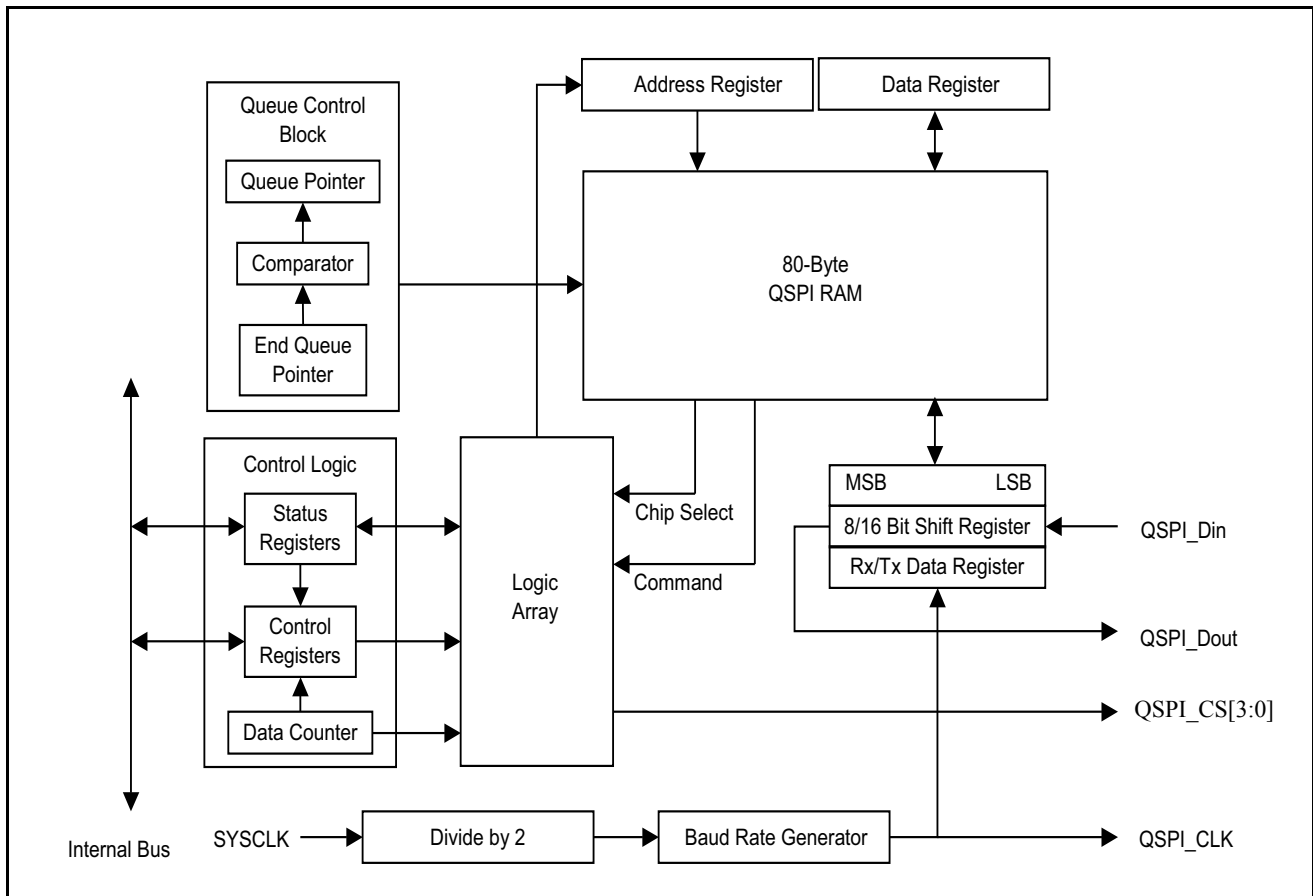 Queue Control
Block
Queue Pointer
Comparator
End Queue
Pointer
Address Register
Data Register
80-Byte
QSPI RAM
Control Logic
Status
Registers
Control
Registers
Data Counter
Logic
Array
Chip Select
Command
MSB LSB
8/16 Bit Shift Register
Rx/Tx Data Register
QSPI_Din
QSPI_Dout
QSPI_CS[3:0]
Internal Bus
SYSCLK
Divide by 2
Baud Rate Generator
QSPI_CLK